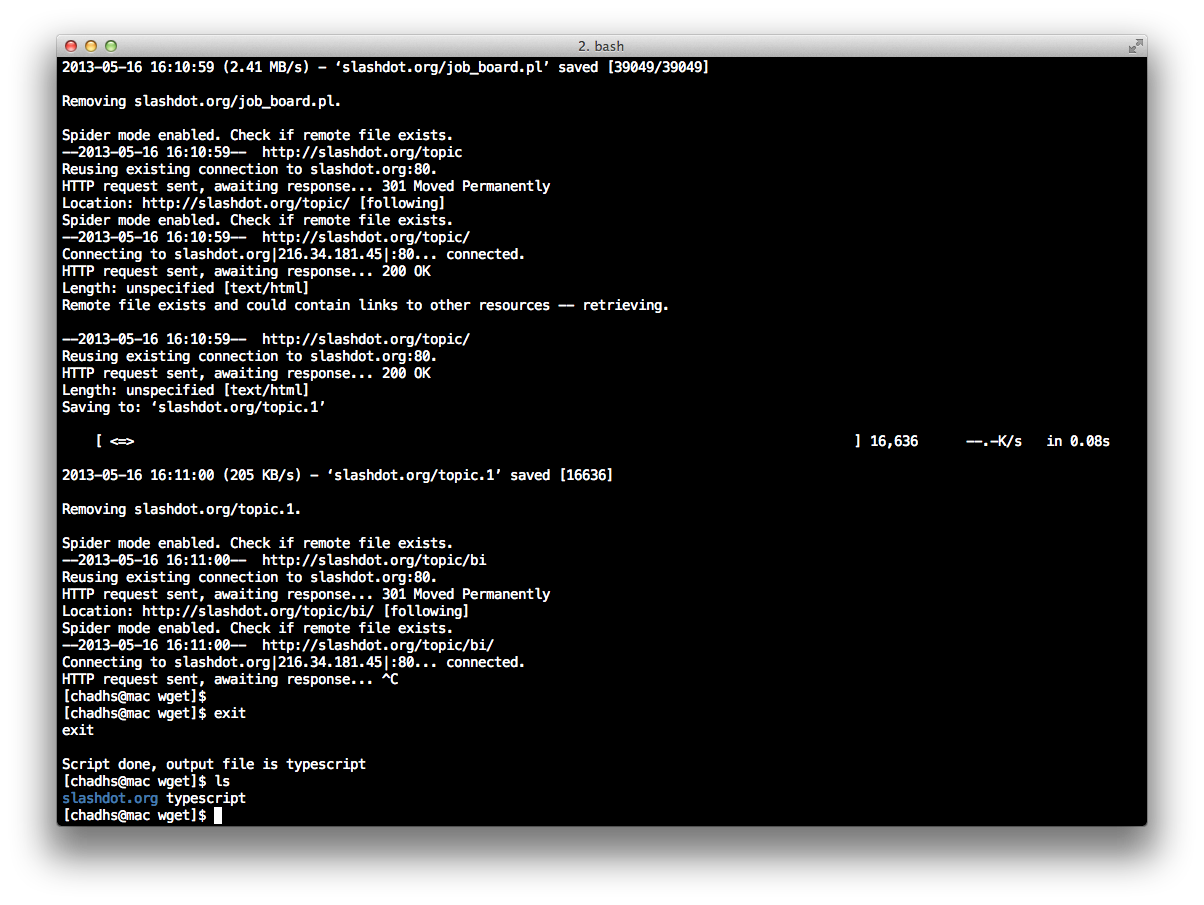 2. bash
2013-05-16 16:10:59 (2.41 MB/s) - ‘slashdot.org/job_board.pl’ saved [39049/39049]
Removing slashdot.org/job_board.pl.
Spider mode enabled. Check if remote file exists.
--2013-05-16 16:10:59--  http://slashdot.org/topic
Reusing existing connection to slashdot.org:80.
HTTP request sent, awaiting response... 301 Moved Permanently
Location: http://slashdot.org/topic/ [following]
Spider mode enabled. Check if remote file exists.
--2013-05-16 16:10:59--  http://slashdot.org/topic/
Connecting to slashdot.org|216.34.181.45|:80... connected.
HTTP request sent, awaiting response... 200 OK
Length: unspecified [text/html]
Remote file exists and could contain links to other resources -- retrieving.
--2013-05-16 16:10:59--  http://slashdot.org/topic/
Reusing existing connection to slashdot.org:80.
HTTP request sent, awaiting response... 200 OK
Length: unspecified [text/html]
Saving to: ‘slashdot.org/topic.1’
[ <=> ] 16,636 --.-K/s in 0.08s
2013-05-16 16:11:00 (205 KB/s) - ‘slashdot.org/topic.1’ saved [16636]
Removing slashdot.org/topic.1.
Spider mode enabled. Check if remote file exists.
--2013-05-16 16:11:00--  http://slashdot.org/topic/bi
Reusing existing connection to slashdot.org:80.
HTTP request sent, awaiting response... 301 Moved Permanently
Location: http://slashdot.org/topic/bi/ [following]
Spider mode enabled. Check if remote file exists.
--2013-05-16 16:11:00--  http://slashdot.org/topic/bi/
Connecting to slashdot.org|216.34.181.45|:80... connected.
HTTP request sent, awaiting response... ^C
[chadhs@mac wget]$
[chadhs@mac wget]$ exit
exit
Script done, output file is typescript
[chadhs@mac wget]$ ls
slashdot.org typescript
[chadhs@mac wget]$